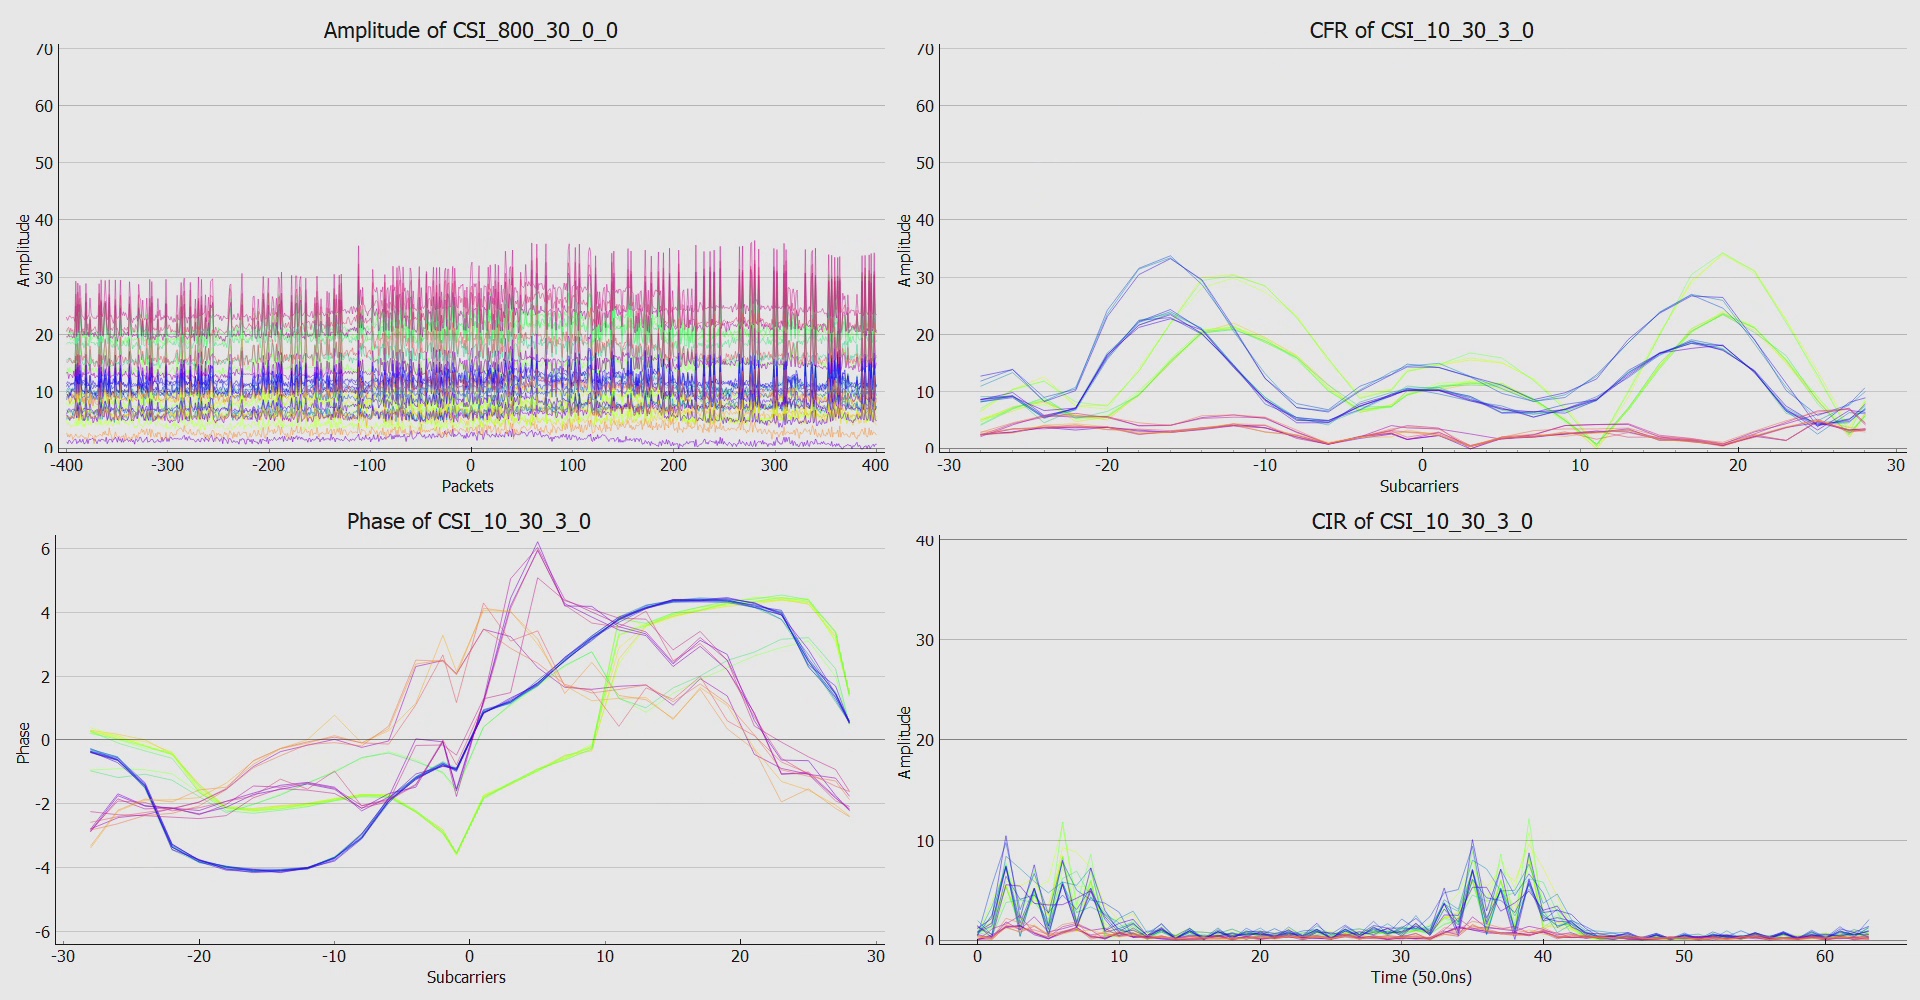 Amplitude of CSI_800_30_0_0
70
60
50
40
30
20
10
0
Amplitude
-400 -300 -200 -100 0 100 200 300 400
Packets
CFR of CSI_10_30_3_0
70
60
50
40
30
20
10
0
Amplitude
-30 -20 -10 0 10 20 30
Subcarriers
Phase of CSI_10_30_3_0
6
4
2
0
-2
-4
-6
Phase
-30 -20 -10 0 10 20 30
Subcarriers
CIR of CSI_10_30_3_0
40
30
20
10
0
Amplitude
0 10 20 30 40 50 60
Time (50.0ns)